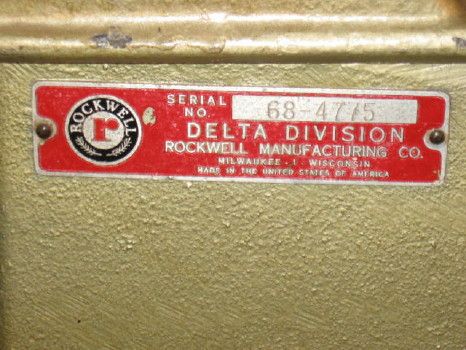 ROCKWELL
r
SERIAL NO. 68-4775
DELTA DIVISION
ROCKWELL MANUFACTURING CO.
MILWAUKEE · 1 · WISCONSIN
MADE IN THE UNITED STATES OF AMERICA